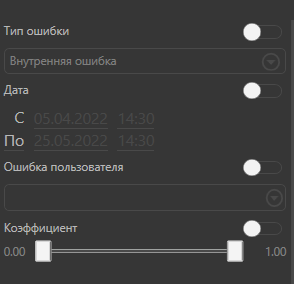 Тип ошибки
Внутренняя ошибка
Дата
С 05.04.2022 14:30
По 25.05.2022 14:30
Ошибка пользователя
Коэффициент
0.00 1.00